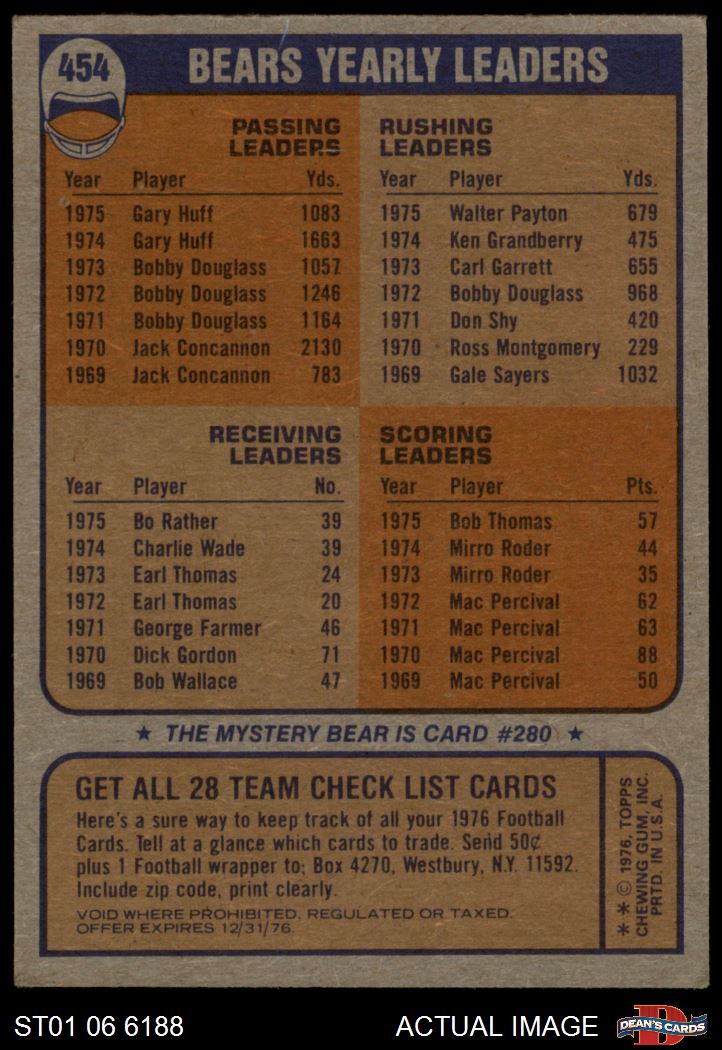 454
BEARS YEARLY LEADERS
PASSING
LEADERS
Year Player Yds.
1975 Gary Huff 1083
1974 Gary Huff 1663
1973 Bobby Douglass 1057
1972 Bobby Douglass 1246
1971 Bobby Douglass 1164
1970 Jack Concannon 2130
1969 Jack Concannon 783
RUSHING
LEADERS
Year Player Yds.
1975 Walter Payton 679
1974 Ken Grandberry 475
1973 Carl Garrett 655
1972 Bobby Douglass 968
1971 Don Shy 420
1970 Ross Montgomery 229
1969 Gale Sayers 1032
RECEIVING
LEADERS
Year Player No.
1975 Bo Rather 39
1974 Charlie Wade 39
1973 Earl Thomas 24
1972 Earl Thomas 20
1971 George Farmer 46
1970 Dick Gordon 71
1969 Bob Wallace 47
SCORING
LEADERS
Year Player Pts.
1975 Bob Thomas 57
1974 Mirro Roder 44
1973 Mirro Roder 35
1972 Mac Percival 62
1971 Mac Percival 63
1970 Mac Percival 88
1969 Mac Percival 50
★ THE MYSTERY BEAR IS CARD #280 ★
GET ALL 28 TEAM CHECK LIST CARDS
Here's a sure way to keep track of all your 1976 Football
Cards. Tell at a glance which cards to trade. Send 50¢
plus 1 Football wrapper to: Box 4270, Westbury, N.Y. 11592.
Include zip code, print clearly.
VOID WHERE PROHIBITED, REGULATED OR TAXED.
OFFER EXPIRES 12/31/76.
** © 1976, TOPPS
CHEWING GUM, INC.
PRTD. IN U.S.A.
ST01 06 6188
ACTUAL IMAGE
D
DEAN'S CARDS